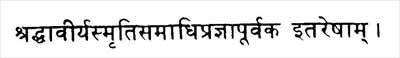 श्रद्धावीर्यस्मृतिसमाधिप्रज्ञापूर्वक इतरेषाम् ।